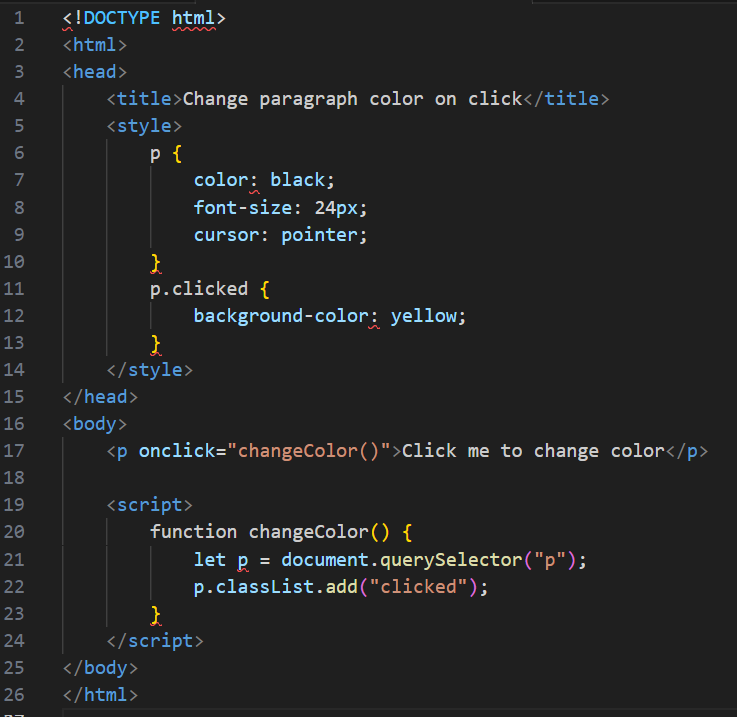 1 <!DOCTYPE html>
2 <html>
3 <head>
4     <title>Change paragraph color on click</title>
5     <style>
6         p {
7             color: black;
8             font-size: 24px;
9             cursor: pointer;
10         }
11         p.clicked {
12             background-color: yellow;
13         }
14     </style>
15 </head>
16 <body>
17     <p onclick="changeColor()">Click me to change color</p>
18
19     <script>
20         function changeColor() {
21             let p = document.querySelector("p");
22             p.classList.add("clicked");
23         }
24     </script>
25 </body>
26 </html>